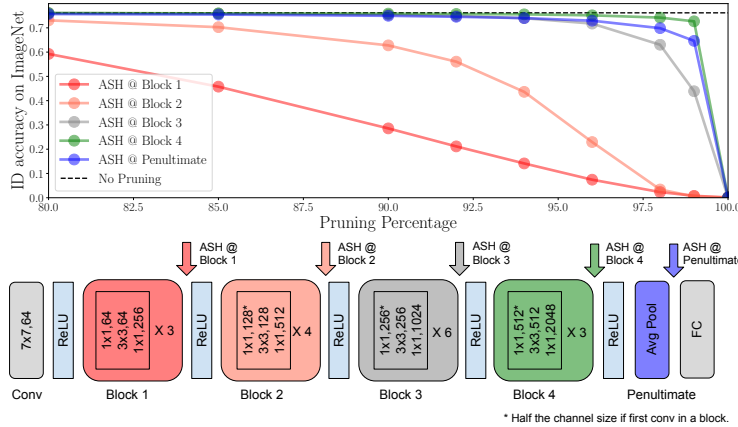 ID accuracy on ImageNet
0.7
0.6
0.5
0.4
0.3
0.2
0.1
0.0
ASH @ Block 1
ASH @ Block 2
ASH @ Block 3
ASH @ Block 4
ASH @ Penultimate
No Pruning
80.0 82.5 85.0 87.5 90.0 92.5 95.0 97.5 100.0
Pruning Percentage
ASH @
Block 1
ASH @
Block 2
ASH @
Block 3
ASH @
Block 4
ASH @
Penultimate
7x7,64
ReLU
1x1,64
3x3,64
1x1,256
X 3
ReLU
1x1,128*
3x3,128
1x1,512
X 4
ReLU
1x1,256*
3x3,256
1x1,1024
X 6
ReLU
1x1,512*
3x3,512
1x1,2048
X 3
ReLU
Avg Pool
FC
Conv
Block 1
Block 2
Block 3
Block 4
Penultimate
* Half the channel size if first conv in a block.